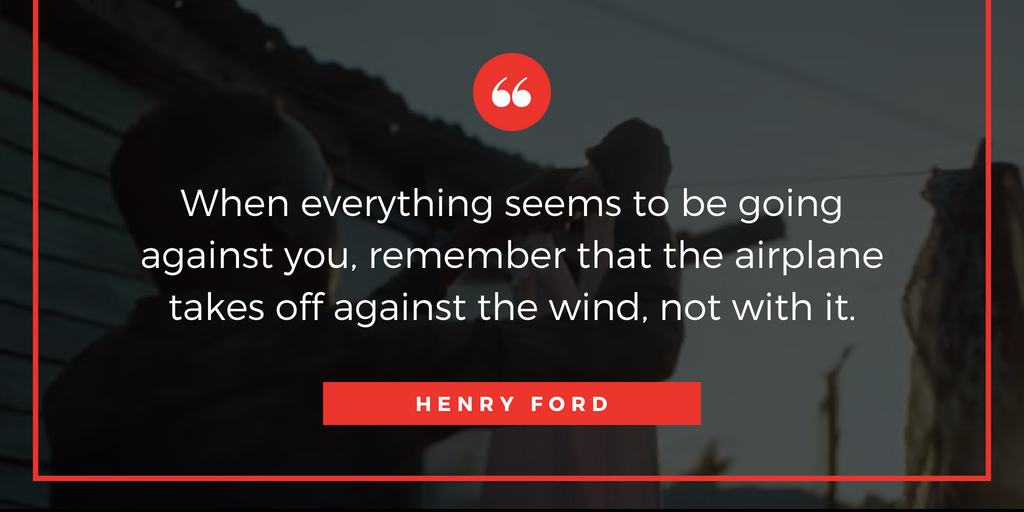 “
When everything seems to be going
against you, remember that the airplane
takes off against the wind, not with it.
HENRY FORD